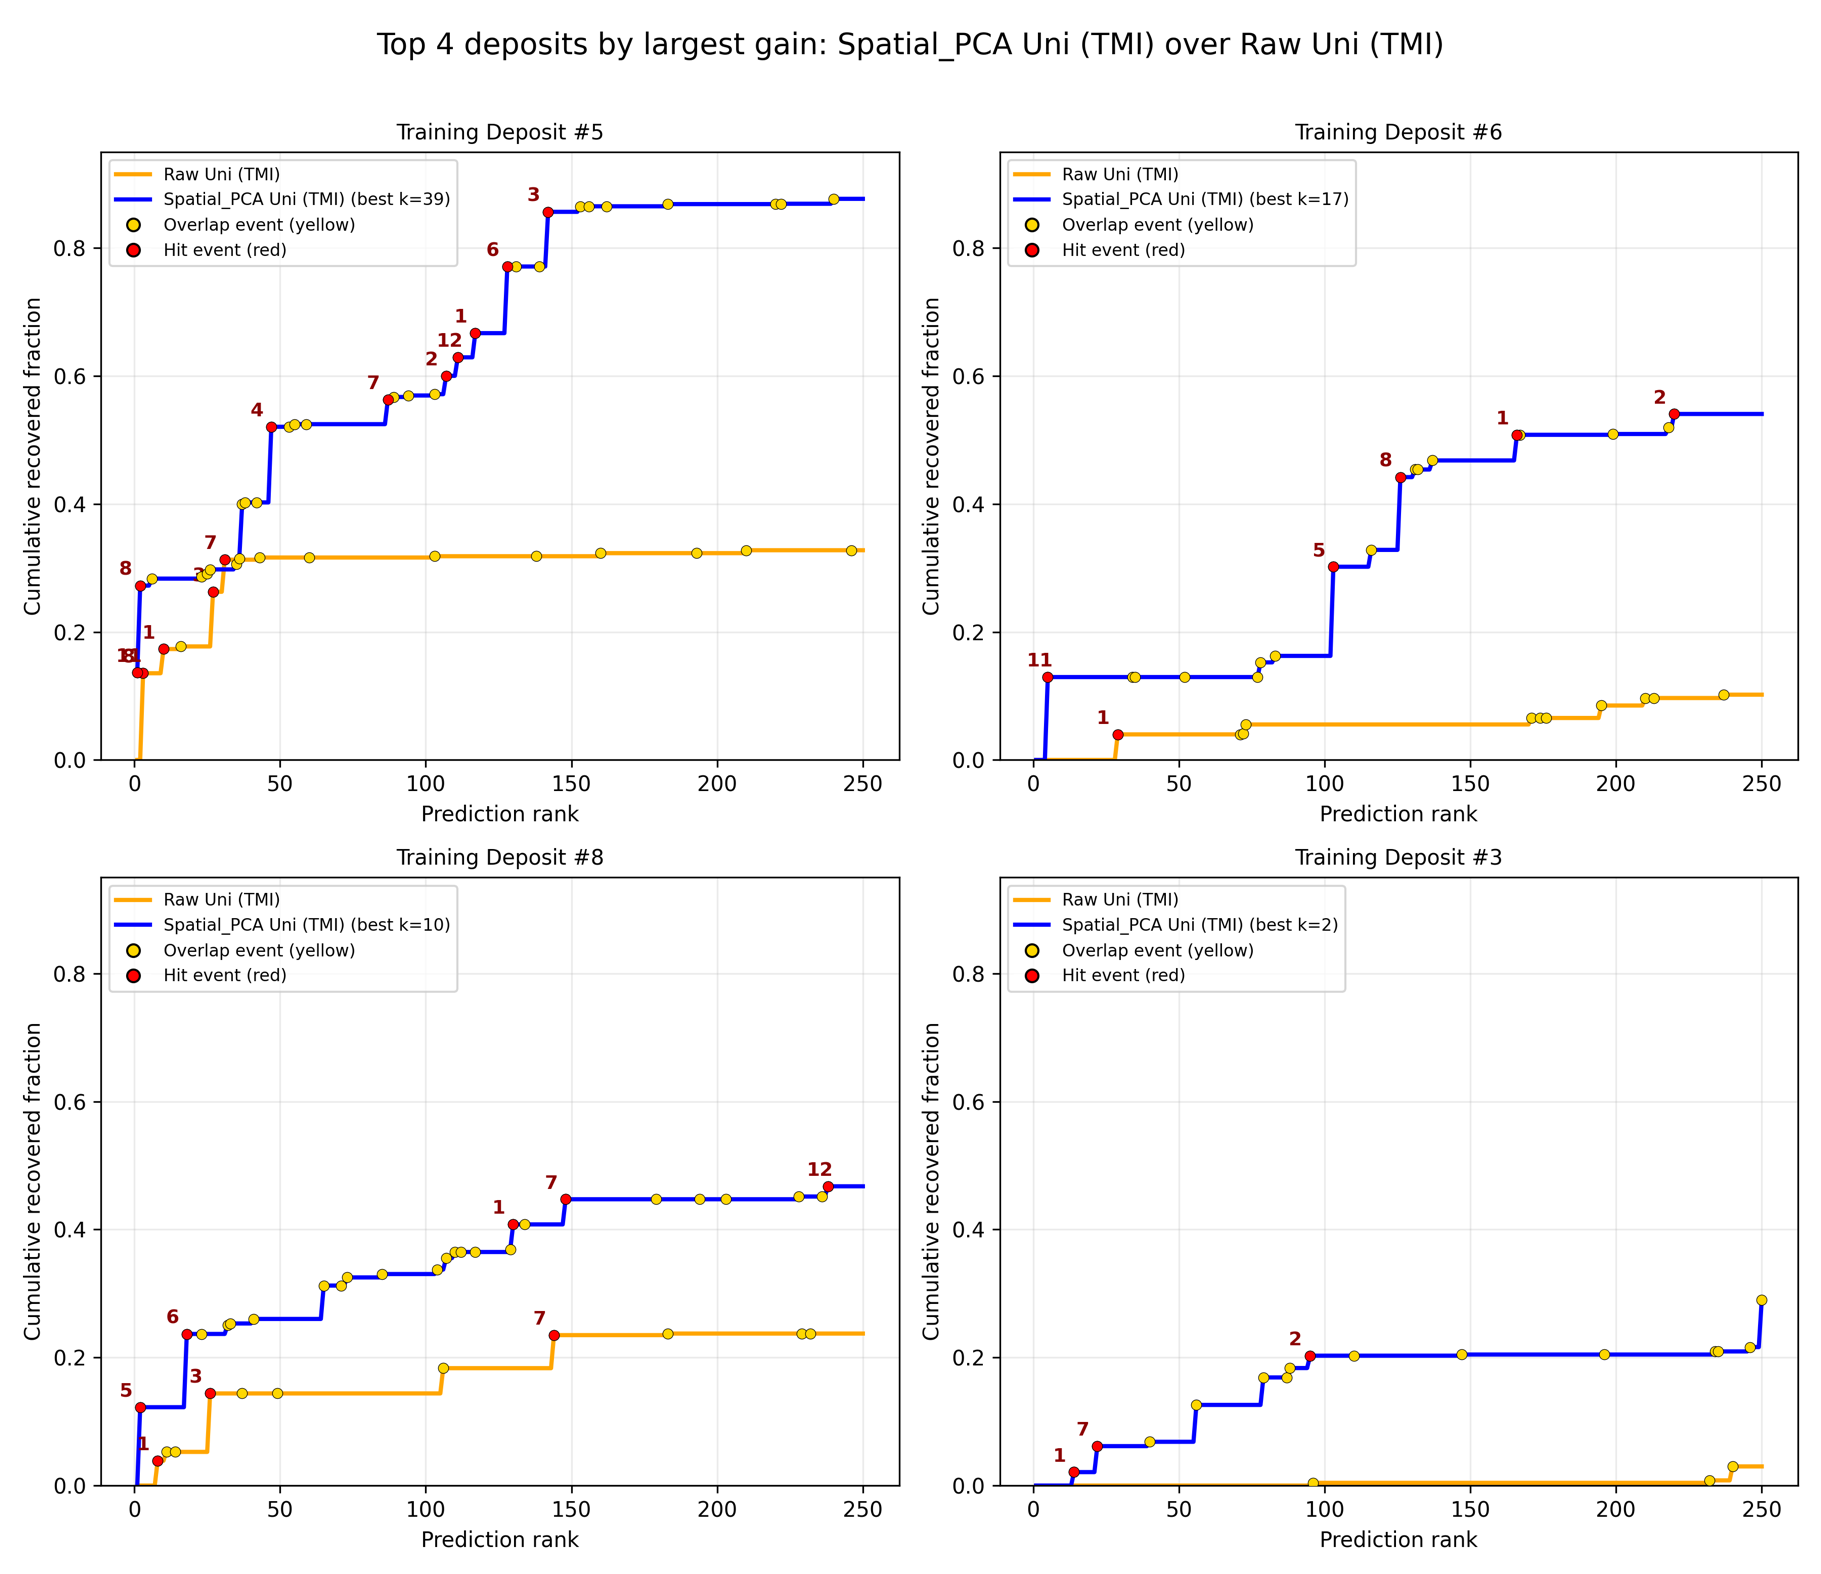 Top 4 deposits by largest gain: Spatial_PCA Uni (TMI) over Raw Uni (TMI)
Training Deposit #5
Raw Uni (TMI)
Spatial_PCA Uni (TMI) (best k=39)
Overlap event (yellow)
Hit event (red)
Cumulative recovered fraction
0.8
0.6
0.4
0.2
0.0
3
6
1
12
2
7
4
7
8
1
11
8
0 50 100 150 200 250
Prediction rank
Training Deposit #6
Raw Uni (TMI)
Spatial_PCA Uni (TMI) (best k=17)
Overlap event (yellow)
Hit event (red)
Cumulative recovered fraction
0.8
0.6
0.4
0.2
0.0
2
1
8
5
11
1
0 50 100 150 200 250
Prediction rank
Training Deposit #8
Raw Uni (TMI)
Spatial_PCA Uni (TMI) (best k=10)
Overlap event (yellow)
Hit event (red)
Cumulative recovered fraction
0.8
0.6
0.4
0.2
0.0
12
7
1
6
7
5
3
1
0 50 100 150 200 250
Prediction rank
Training Deposit #3
Raw Uni (TMI)
Spatial_PCA Uni (TMI) (best k=2)
Overlap event (yellow)
Hit event (red)
Cumulative recovered fraction
0.8
0.6
0.4
0.2
0.0
2
7
1
0 50 100 150 200 250
Prediction rank